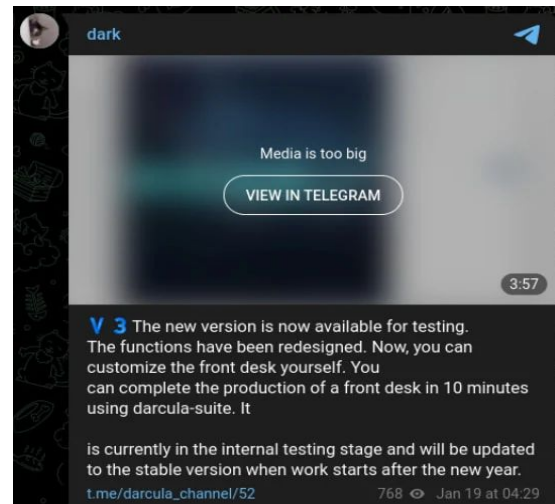 dark
Media is too big
VIEW IN TELEGRAM
3:57
V 3 The new version is now available for testing.
The functions have been redesigned. Now, you can
customize the front desk yourself. You
can complete the production of a front desk in 10 minutes
using darcula-suite. It
is currently in the internal testing stage and will be updated
to the stable version when work starts after the new year.
t.me/darcula_channel/52 768 Jan 19 at 04:29